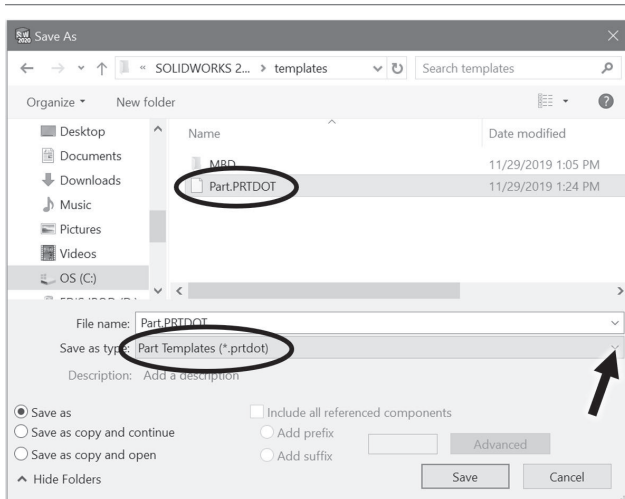 SW 2020 Save As
« SOLIDWORKS 2... > templates
Search templates
Organize
New folder
Desktop
Documents
Downloads
Music
Pictures
Videos
OS (C:)
Name
Date modified
MBD
11/29/2019 1:05 PM
Part.PRTDOT
11/29/2019 1:24 PM
File name: Part.PRTDOT
Save as type: Part Templates (*.prtdot)
Description: Add a description
Save as
Save as copy and continue
Save as copy and open
Include all referenced components
Add prefix
Add suffix
Advanced
Hide Folders
Save
Cancel